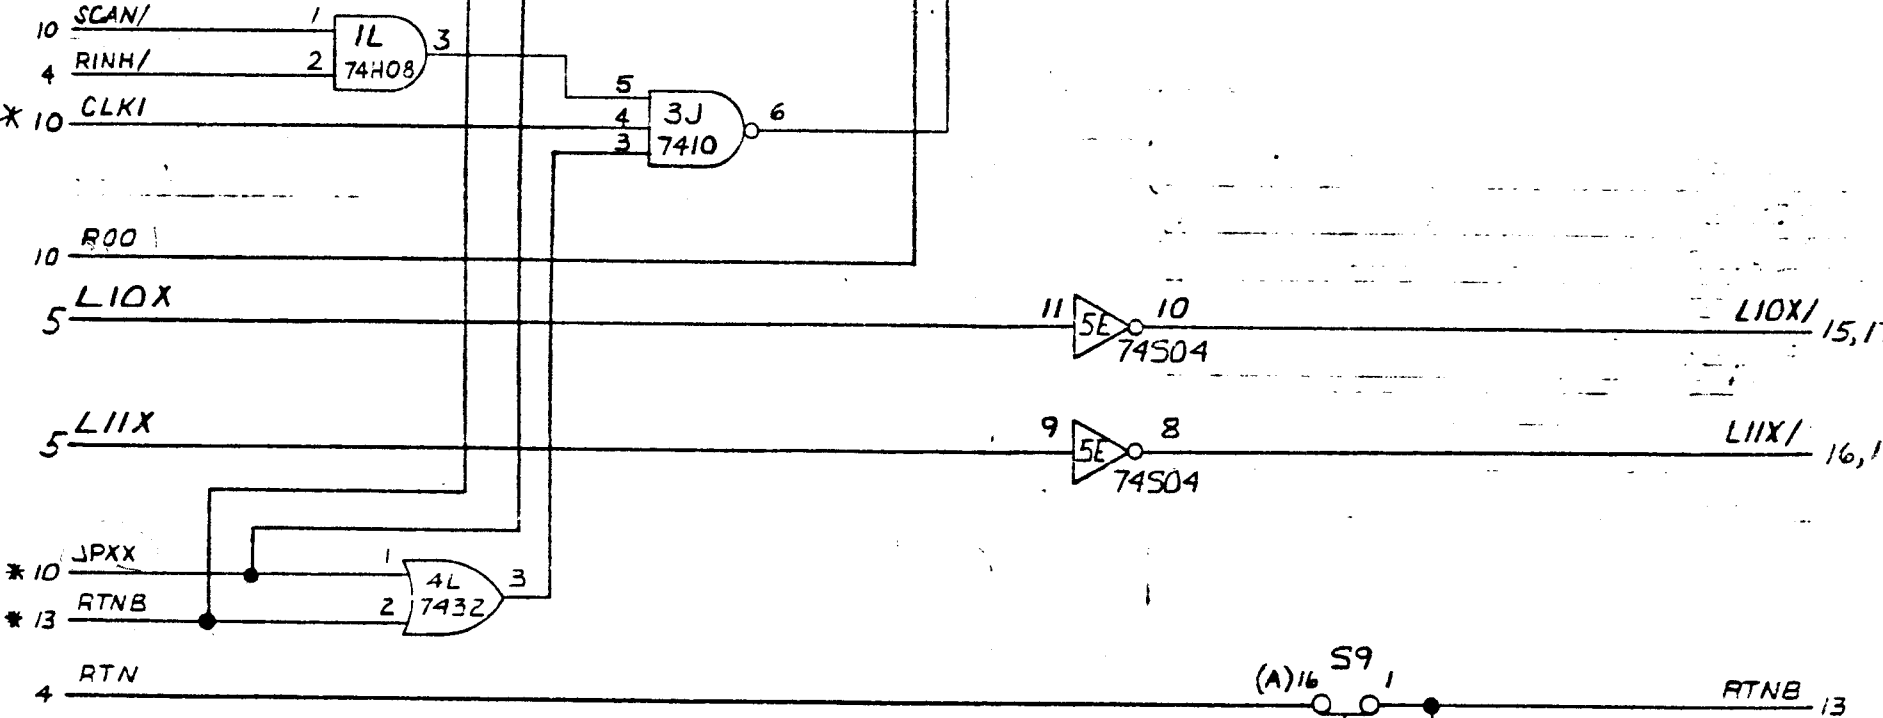 10 SCAN/ 1
1L 3
4 RINH/ 2 74H08
* 10 CLK1
5
4 3J 6
3 7410
10 R00
5 L10X 11 5E 10 L10X/ 15,
74S04
5 L11X 9 5E 8 L11X/ 16,
74S04
* 10 JPXX 1
4L 3
* 13 RTNB 2 7432
4 RTN (A) 16 S9 1 RTNB 13